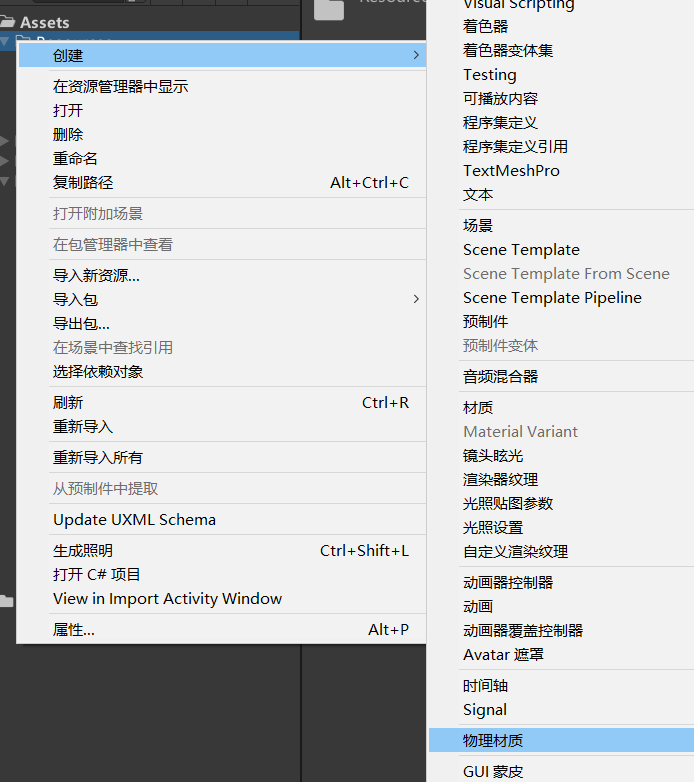 Assets
创建
在资源管理器中显示
打开
删除
重命名
复制路径 Alt+Ctrl+C
打开附加场景
在包管理器中查看
导入新资源...
导入包
导出包...
在场景中查找引用
选择依赖对象
刷新 Ctrl+R
重新导入
重新导入所有
从预制件中提取
Update UXML Schema
生成照明 Ctrl+Shift+L
打开 C# 项目
View in Import Activity Window
属性... Alt+P
Visual Scripting
着色器
着色器变体集
Testing
可播放内容
程序集定义
程序集定义引用
TextMeshPro
文本
场景
Scene Template
Scene Template From Scene
Scene Template Pipeline
预制件
预制件变体
音频混合器
材质
Material Variant
镜头眩光
渲染器纹理
光照贴图参数
光照设置
自定义渲染纹理
动画器控制器
动画
动画器覆盖控制器
Avatar 遮罩
时间轴
Signal
物理材质
GUI 蒙皮